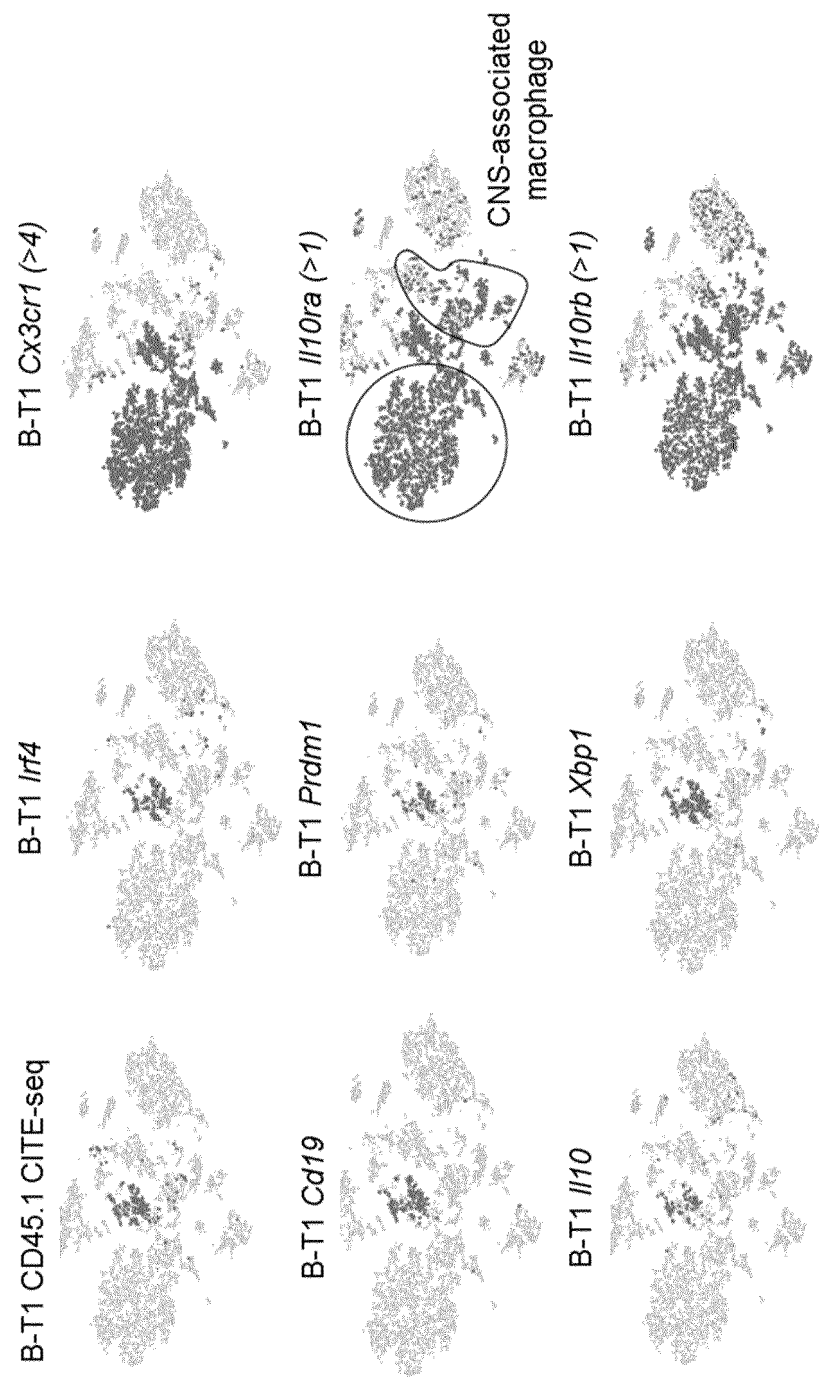 B-T1 CD45.1 CITE-seq
B-T1 Irf4
B-T1 Cx3cr1 (>4)
B-T1 Cd19
B-T1 Prdm1
B-T1 Il10ra (>1)
CNS-associated
macrophage
B-T1 Il10
B-T1 Xbp1
B-T1 Il10rb (>1)